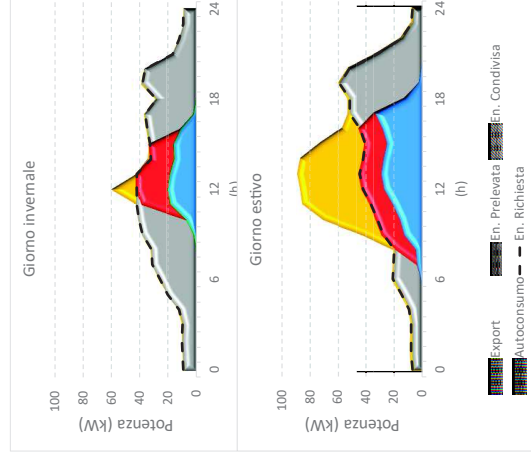 Giorno invernale
100
80
60
40
20
0
Potenza (kW)
0
6
12
18
24
(h)
Giorno estivo
100
80
60
40
20
0
Potenza (kW)
0
6
12
18
24
(h)
Export
En. Prelevata
En. Condivisa
Autoconsumo
En. Richiesta